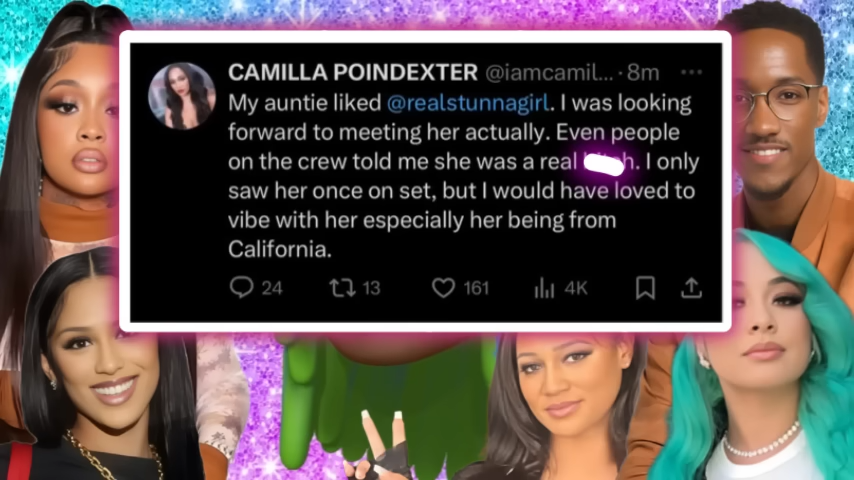 CAMILLA POINDEXTER @iamcamil... · 8m
My auntie liked @realstunnagirl. I was looking
forward to meeting her actually. Even people
on the crew told me she was a real . I only
saw her once on set, but I would have loved to
vibe with her especially her being from
California.
24 13 161 4K